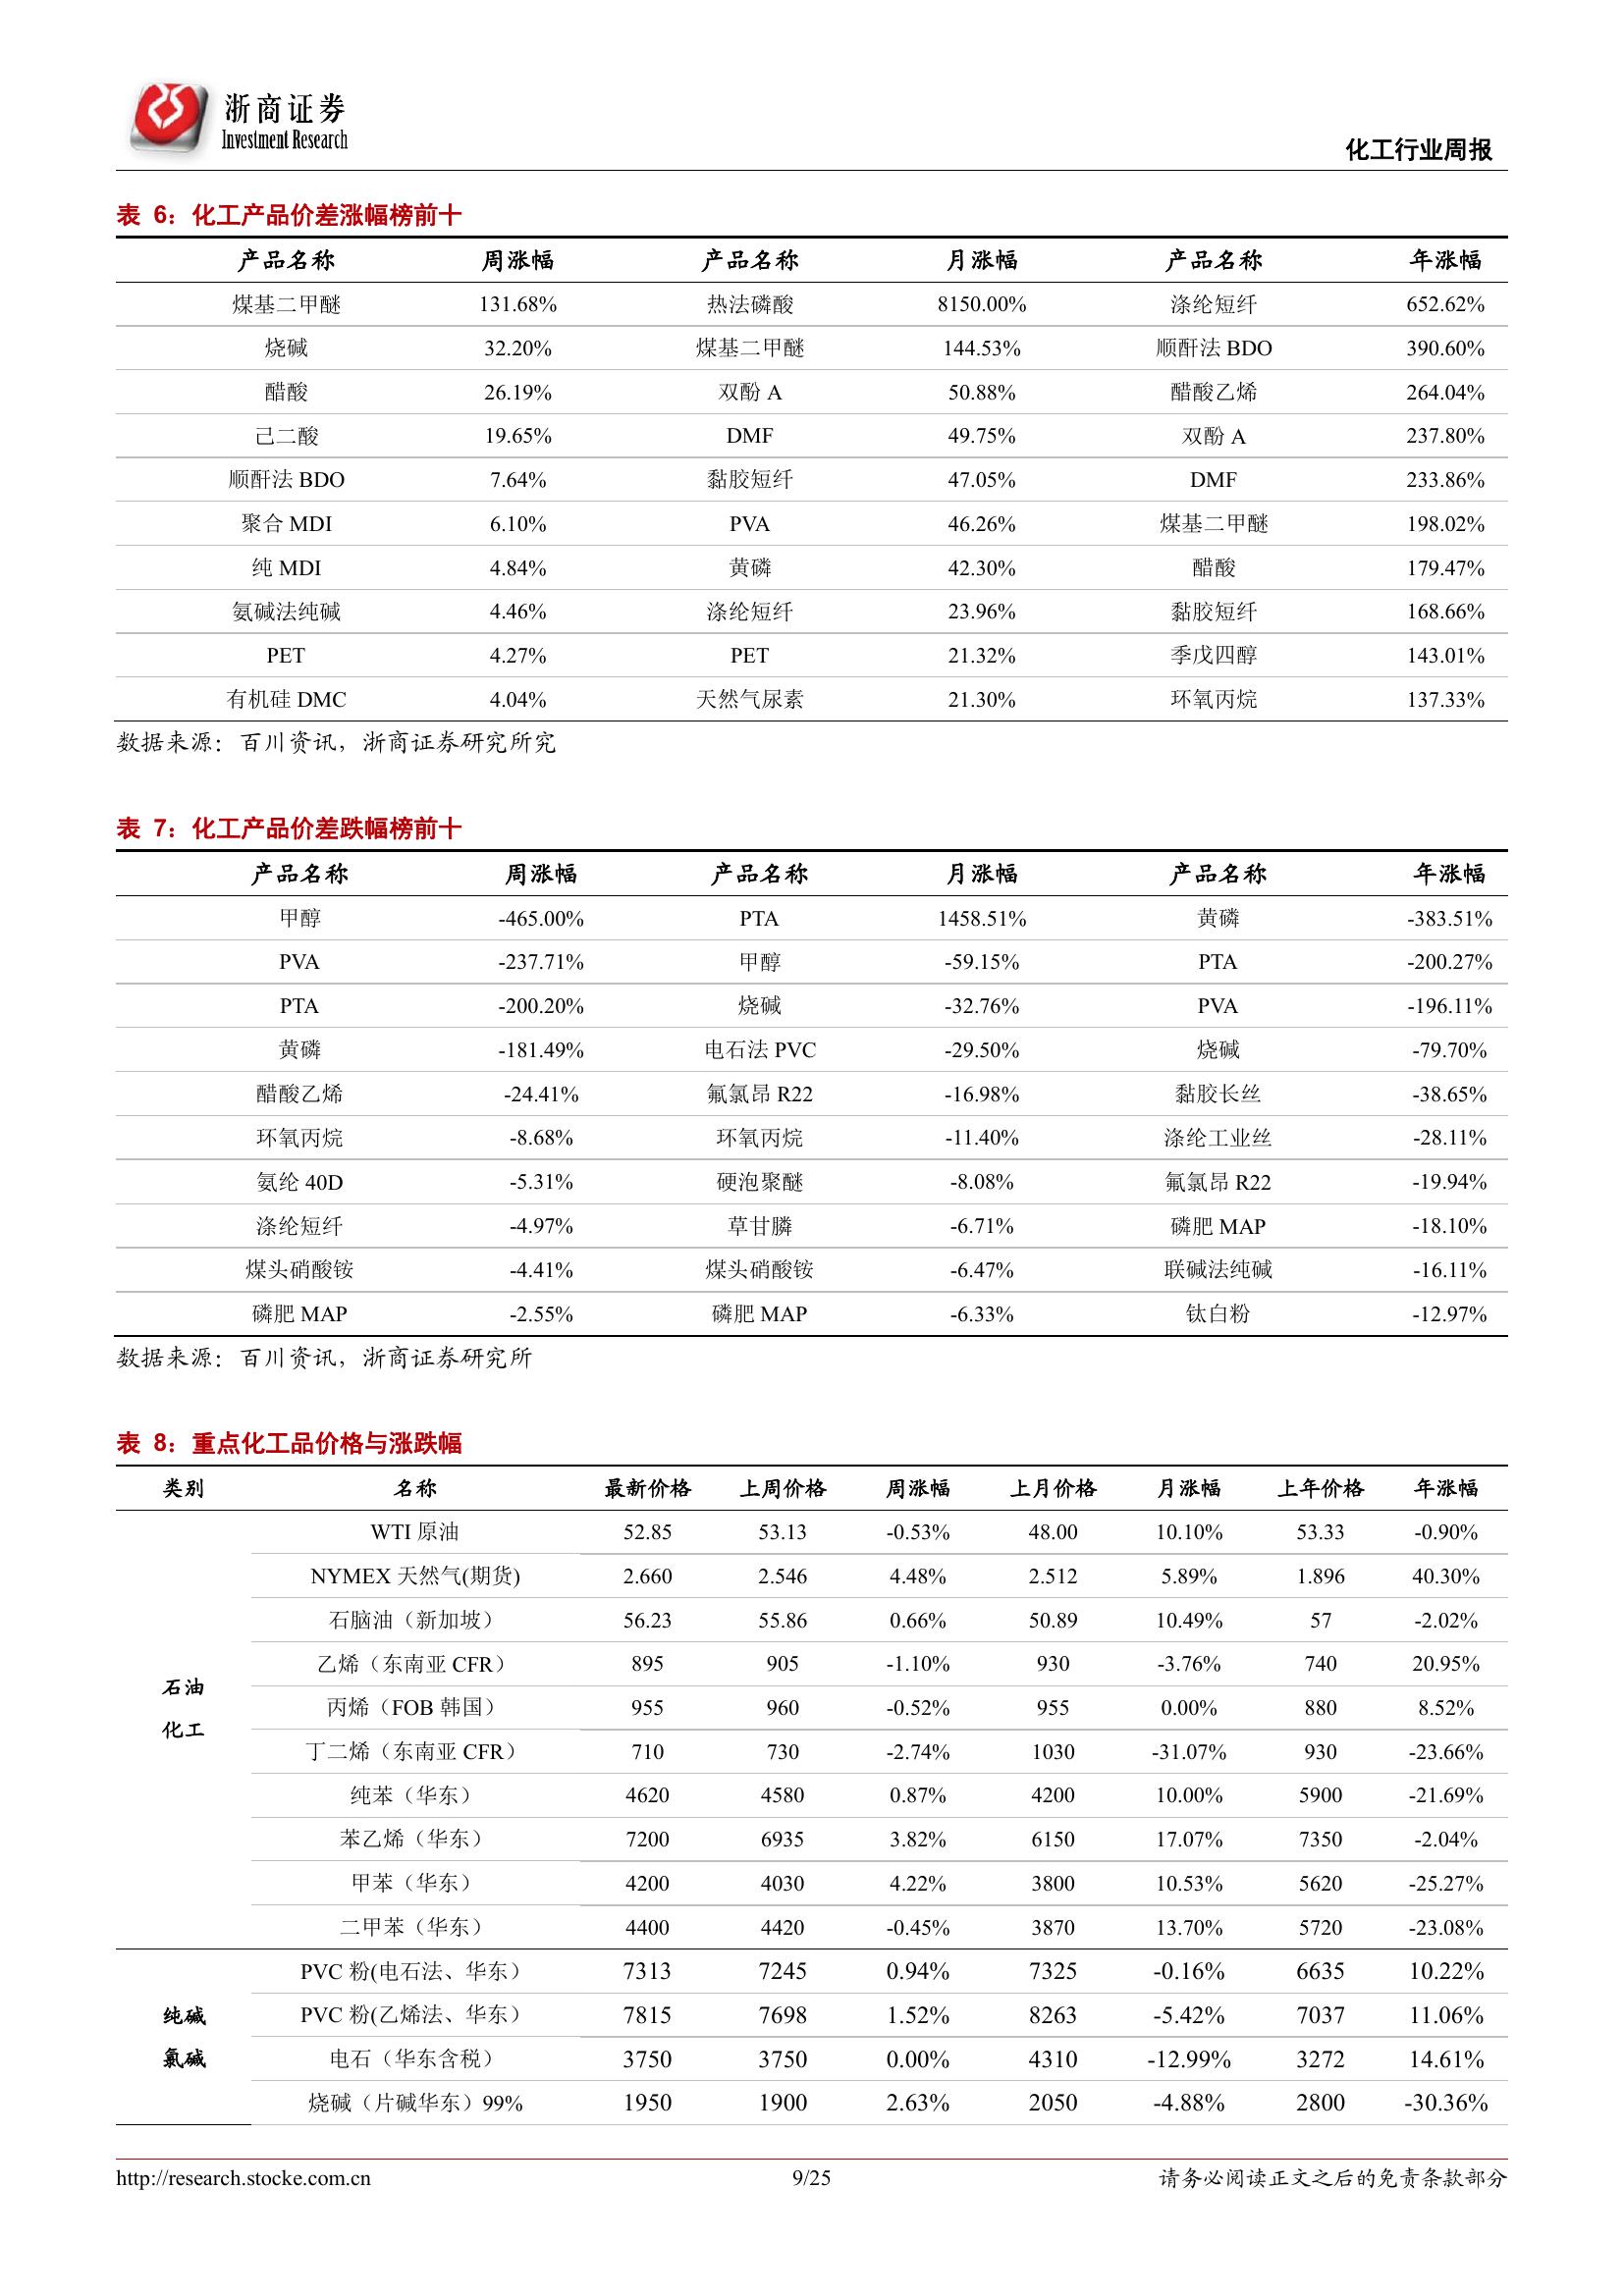 浙商证券
Investment Research
化工行业周报
表 6：化工产品价差涨幅榜前十
产品名称 周涨幅 产品名称 月涨幅 产品名称 年涨幅
煤基二甲醚 131.68% 热法磷酸 8150.00% 涤纶短纤 652.62%
烧碱 32.20% 煤基二甲醚 144.53% 顺酐法 BDO 390.60%
醋酸 26.19% 双酚 A 50.88% 醋酸乙烯 264.04%
己二酸 19.65% DMF 49.75% 双酚 A 237.80%
顺酐法 BDO 7.64% 黏胶短纤 47.05% DMF 233.86%
聚合 MDI 6.10% PVA 46.26% 煤基二甲醚 198.02%
纯 MDI 4.84% 黄磷 42.30% 醋酸 179.47%
氨碱法纯碱 4.46% 涤纶短纤 23.96% 黏胶短纤 168.66%
PET 4.27% PET 21.32% 季戊四醇 143.01%
有机硅 DMC 4.04% 天然气尿素 21.30% 环氧丙烷 137.33%
数据来源：百川资讯，浙商证券研究所究
表 7：化工产品价差跌幅榜前十
产品名称 周涨幅 产品名称 月涨幅 产品名称 年涨幅
甲醇 -465.00% PTA 1458.51% 黄磷 -383.51%
PVA -237.71% 甲醇 -59.15% PTA -200.27%
PTA -200.20% 烧碱 -32.76% PVA -196.11%
黄磷 -181.49% 电石法 PVC -29.50% 烧碱 -79.70%
醋酸乙烯 -24.41% 氟氯昂 R22 -16.98% 黏胶长丝 -38.65%
环氧丙烷 -8.68% 环氧丙烷 -11.40% 涤纶工业丝 -28.11%
氨纶 40D -5.31% 硬泡聚醚 -8.08% 氟氯昂 R22 -19.94%
涤纶短纤 -4.97% 草甘膦 -6.71% 磷肥 MAP -18.10%
煤头硝酸铵 -4.41% 煤头硝酸铵 -6.47% 联碱法纯碱 -16.11%
磷肥 MAP -2.55% 磷肥 MAP -6.33% 钛白粉 -12.97%
数据来源：百川资讯，浙商证券研究所
表 8：重点化工品价格与涨跌幅
类别 名称 最新价格 上周价格 周涨幅 上月价格 月涨幅 上年价格 年涨幅
石油
化工
WTI 原油 52.85 53.13 -0.53% 48.00 10.10% 53.33 -0.90%
NYMEX 天然气(期货) 2.660 2.546 4.48% 2.512 5.89% 1.896 40.30%
石脑油（新加坡） 56.23 55.86 0.66% 50.89 10.49% 57 -2.02%
乙烯（东南亚 CFR） 895 905 -1.10% 930 -3.76% 740 20.95%
丙烯（FOB 韩国） 955 960 -0.52% 955 0.00% 880 8.52%
丁二烯（东南亚 CFR） 710 730 -2.74% 1030 -31.07% 930 -23.66%
纯苯（华东） 4620 4580 0.87% 4200 10.00% 5900 -21.69%
苯乙烯（华东） 7200 6935 3.82% 6150 17.07% 7350 -2.04%
甲苯（华东） 4200 4030 4.22% 3800 10.53% 5620 -25.27%
二甲苯（华东） 4400 4420 -0.45% 3870 13.70% 5720 -23.08%
纯碱
氯碱
PVC 粉(电石法、华东） 7313 7245 0.94% 7325 -0.16% 6635 10.22%
PVC 粉(乙烯法、华东） 7815 7698 1.52% 8263 -5.42% 7037 11.06%
电石（华东含税） 3750 3750 0.00% 4310 -12.99% 3272 14.61%
烧碱（片碱华东）99% 1950 1900 2.63% 2050 -4.88% 2800 -30.36%
http://research.stocke.com.cn 9/25 请务必阅读正文之后的免责条款部分